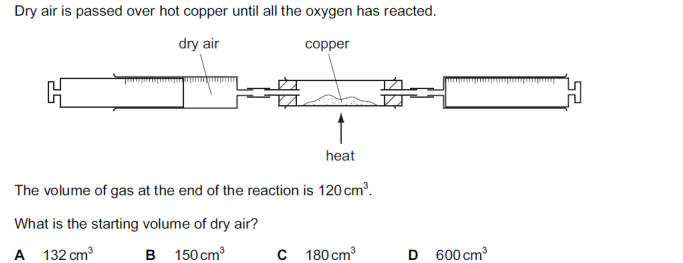 Dry air is passed over hot copper until all the oxygen has reacted.
dry air
copper
heat
The volume of gas at the end of the reaction is 120 cm³.
What is the starting volume of dry air?
A 132 cm³ B 150 cm³ C 180 cm³ D 600 cm³